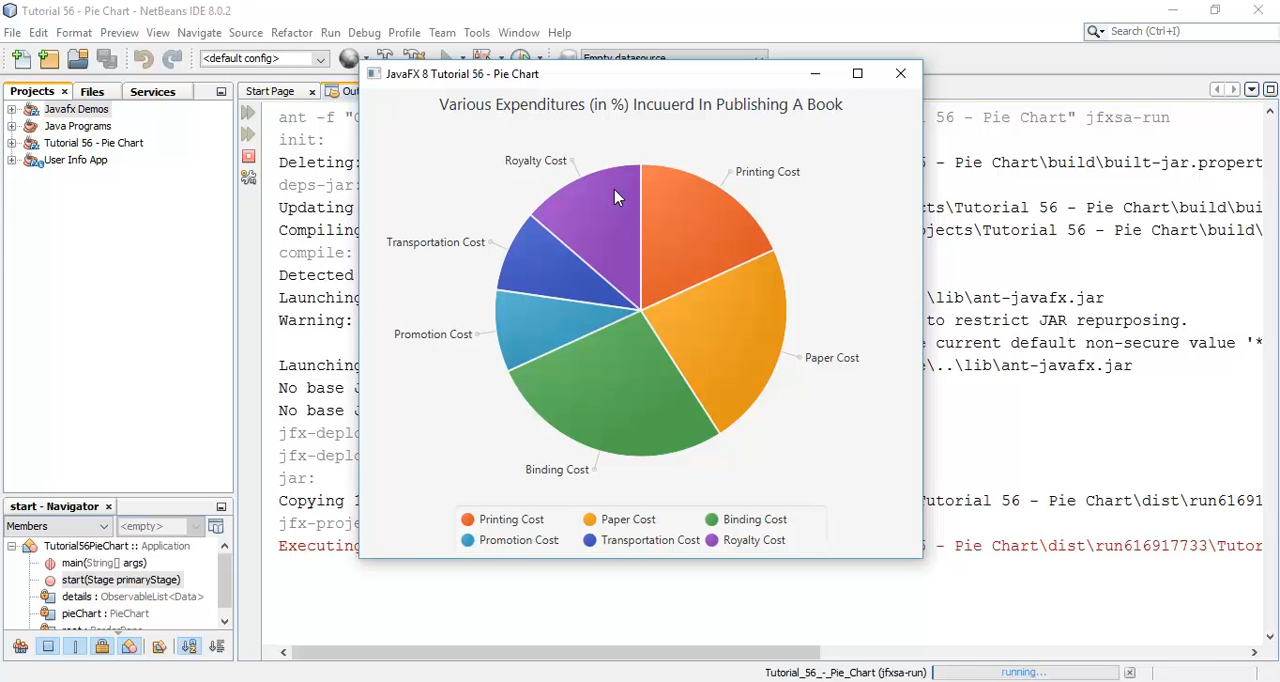 Tutorial 56 - Pie Chart - NetBeans IDE 8.0.2
File Edit Format Preview View Navigate Source Refactor Run Debug Profile Team Tools Window Help
Search (Ctrl+I)
<default config>
Empty datasource
Projects Files Services
Start Page Out
JavaFX 8 Tutorial 56 - Pie Chart
Various Expenditures (in %) Incuuerd In Publishing A Book
Javafx Demos
Java Programs
Tutorial 56 - Pie Chart
User Info App
ant -f "C 56 - Pie Chart" jfxsa-run
init:
Deleting: 5 - Pie Chart\build\built-jar.propert
deps-jar:
Updating cts\Tutorial 56 - Pie Chart\build\bui
Compiling ojects\Tutorial 56 - Pie Chart\build\
compile:
Detected
Launching \lib\ant-javafx.jar
Warning: to restrict JAR repurposing.
e current default non-secure value '*
Launching e\..\lib\ant-javafx.jar
No base J
No base J
jfx-deplo
jfx-deplo
jar:
Copying 1 Tutorial 56 - Pie Chart\dist\run61691
jfx-proje
Executing 5 - Pie Chart\dist\run616917733\Tutor
Royalty Cost
Printing Cost
Transportation Cost
Promotion Cost
Paper Cost
Binding Cost
Printing Cost Paper Cost Binding Cost
Promotion Cost Transportation Cost Royalty Cost
start - Navigator
Members <empty>
Tutorial56PieChart :: Application
main(String[] args)
start(Stage primaryStage)
details : ObservableList<Data>
pieChart : PieChart
Tutorial_56_-_Pie_Chart (jfxsa-run) running...